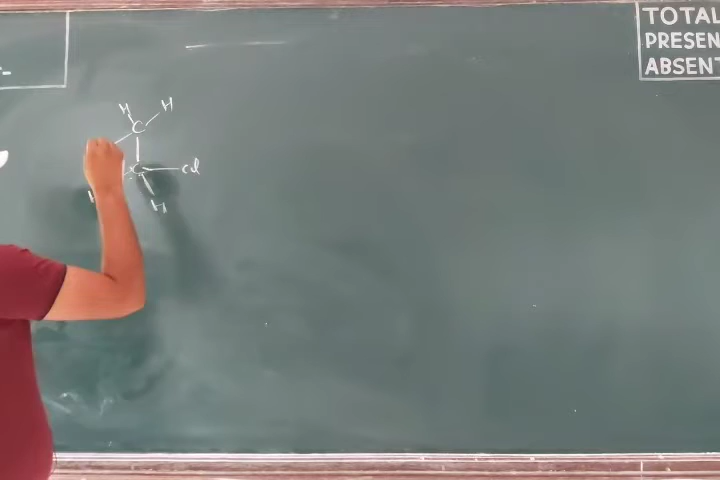 TOTAL
PRESEN
ABSENT
H H
C
C Cl
H H